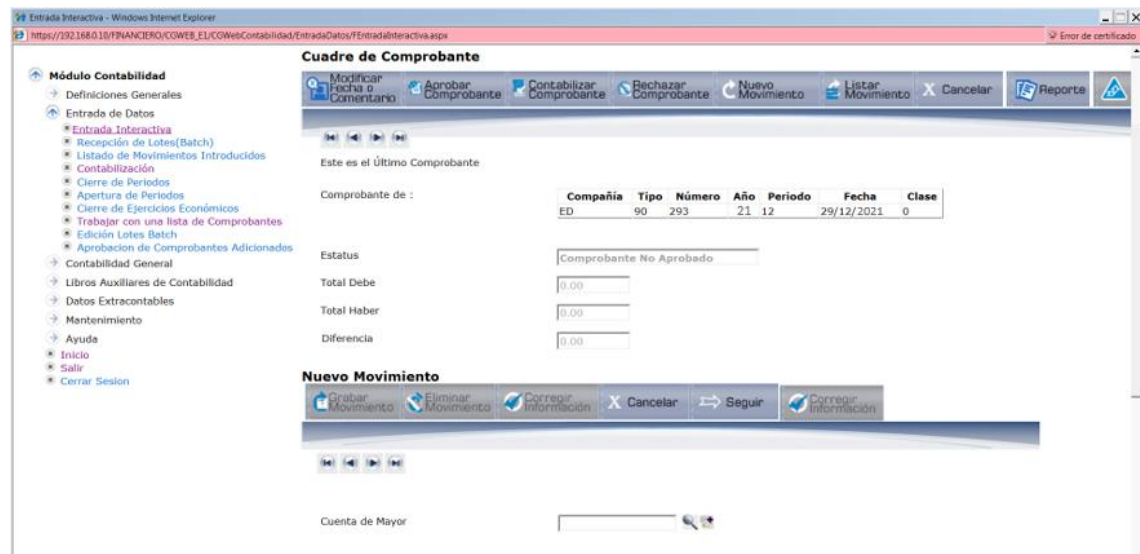 Entrada Interactiva - Windows Internet Explorer
https://192.168.0.10/FINANCIERO/CGWEB_E1/CGWebContabilidad/EntradaDatos/FEntradaInteractiva.aspx
Error de certificado
Módulo Contabilidad
Definiciones Generales
Entrada de Datos
Entrada Interactiva
Recepción de Lotes(Batch)
Listado de Movimientos Introducidos
Contabilización
Cierre de Periodos
Apertura de Periodos
Cierre de Ejercicios Económicos
Trabajar con una lista de Comprobantes
Edición Lotes Batch
Aprobacion de Comprobantes Adicionados
Contabilidad General
Libros Auxiliares de Contabilidad
Datos Extracontables
Mantenimiento
Ayuda
Inicio
Salir
Cerrar Sesion
Cuadre de Comprobante
Modificar Fecha o Comentario
Aprobar Comprobante
Contabilizar Comprobante
Rechazar Comprobante
Nuevo Movimiento
Listar Movimiento
Cancelar
Reporte
Este es el Último Comprobante
Comprobante de :
Compañía Tipo Número Año Periodo Fecha Clase
ED 90 293 21 12 29/12/2021 0
Estatus Comprobante No Aprobado
Total Debe 0.00
Total Haber 0.00
Diferencia 0.00
Nuevo Movimiento
Grabar Movimiento
Eliminar Movimiento
Corregir Información
Cancelar
Seguir
Corregir Información
Cuenta de Mayor